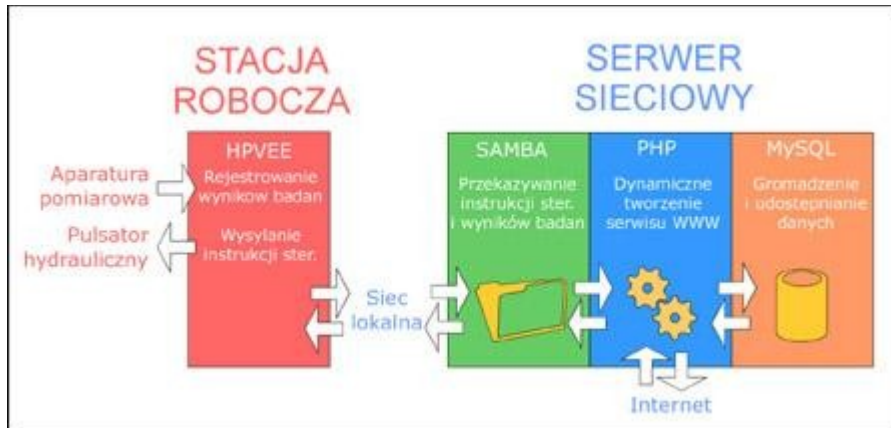 STACJA
ROBOCZA
SERWER
SIECIOWY
HPVEE
Rejestrowanie
wynikow badan
Wysylanie
instrukcji ster.
Aparatura
pomiarowa
Pulsator
hydrauliczny
Siec
lokalna
SAMBA
Przekazywanie
instrukcji ster.
i wyników badan
PHP
Dynamiczne
tworzenie
serwisu WWW
MySQL
Gromadzenie
i udostepnianie
danych
Internet